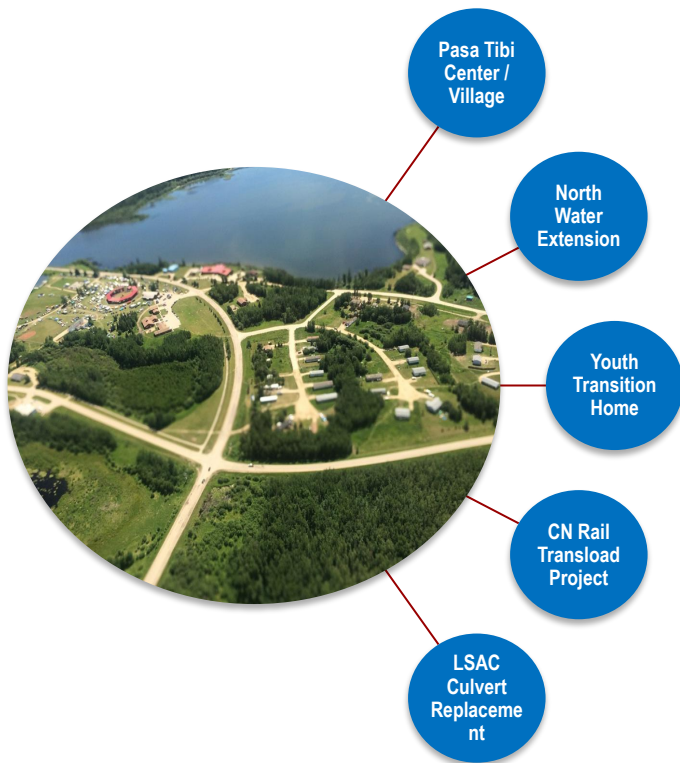 Pasa Tibi
Center /
Village
North
Water
Extension
Youth
Transition
Home
CN Rail
Transload
Project
LSAC
Culvert
Replaceme
nt